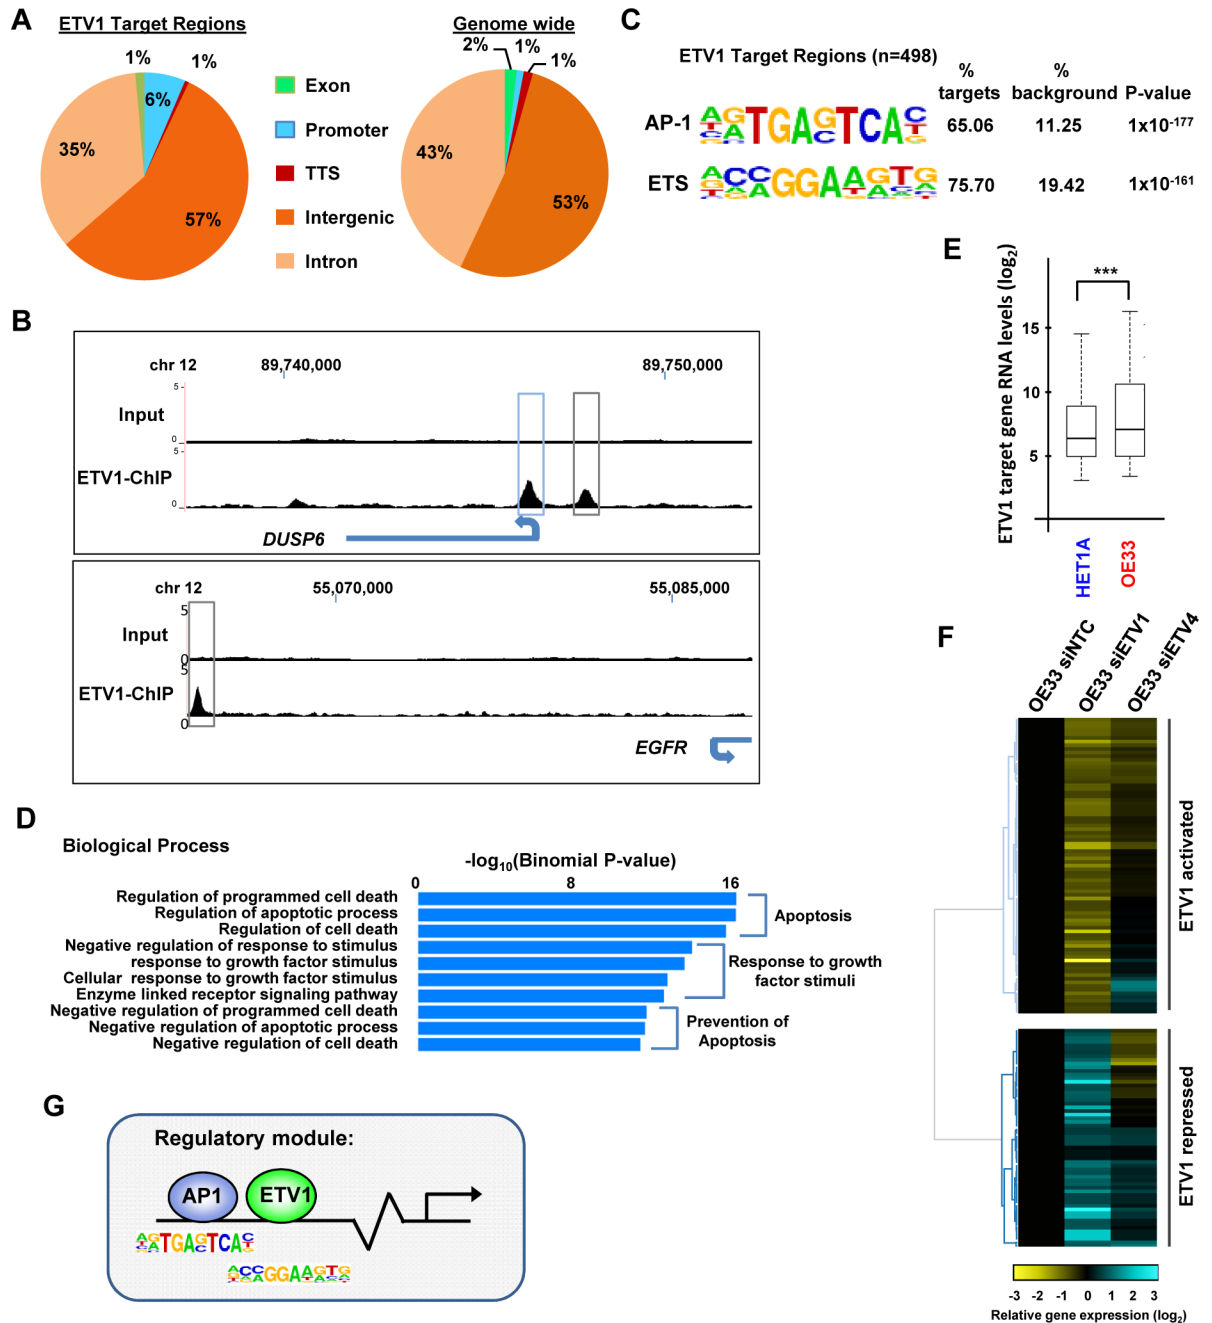 A
ETV1 Target Regions
1%
1%
6%
35%
57%
Exon
Promoter
TTS
Intergenic
Intron
Genome wide
2%
1%
1%
43%
53%
C
ETV1 Target Regions (n=498)
%
targets
%
background
P-value
AP-1
65.06
11.25
1x10-177
ETS
75.70
19.42
1x10-161
B
chr 12
89,740,000
89,750,000
5
Input
0
5
ETV1-ChIP
0
DUSP6
chr 12
55,070,000
55,085,000
5
Input
0
5
ETV1-ChIP
0
EGFR
D
Biological Process
-log10(Binomial P-value)
0
8
16
Regulation of programmed cell death
Regulation of apoptotic process
Regulation of cell death
Negative regulation of response to stimulus
response to growth factor stimulus
Cellular response to growth factor stimulus
Enzyme linked receptor signaling pathway
Negative regulation of programmed cell death
Negative regulation of apoptotic process
Negative regulation of cell death
Apoptosis
Response to growth
factor stimuli
Prevention of
Apoptosis
E
ETV1 target gene RNA levels (log2)
***
15
10
5
HET1A
OE33
F
OE33 siNTC
OE33 siETV1
OE33 siETV4
ETV1 activated
ETV1 repressed
-3 -2 -1 0 1 2 3
Relative gene expression (log2)
G
Regulatory module:
AP1
ETV1